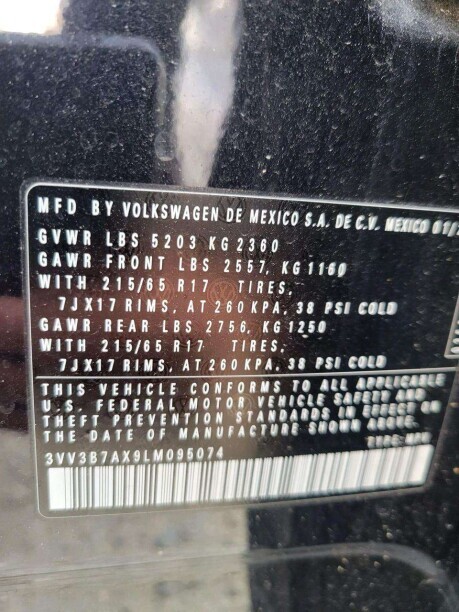 MFD BY VOLKSWAGEN DE MEXICO S.A. DE C.V. MEXICO 01/
GVWR LBS 5203 KG 2360
GAWR FRONT LBS 2557, KG 1160
WITH 215/65 R17 TIRES,
7JX17 RIMS, AT 260 KPA, 38 PSI COLD
GAWR REAR LBS 2756, KG 1250
WITH 215/65 R17 TIRES,
7JX17 RIMS, AT 260 KPA, 38 PSI COLD
THIS VEHICLE CONFORMS TO ALL APPLICABLE
U.S. FEDERAL MOTOR VEHICLE SAFETY AND
THEFT PREVENTION STANDARDS IN EFFECT ON
THE DATE OF MANUFACTURE SHOWN ABOVE.
TYPE: MPV
3VV3B7AX9LM095074